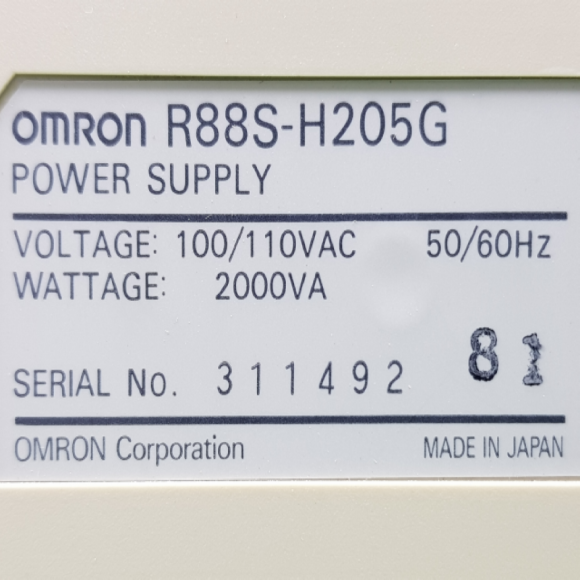 OMRON R88S-H205G
POWER SUPPLY
VOLTAGE: 100/110VAC 50/60Hz
WATTAGE: 2000VA
81
SERIAL No. 311492
OMRON Corporation MADE IN JAPAN